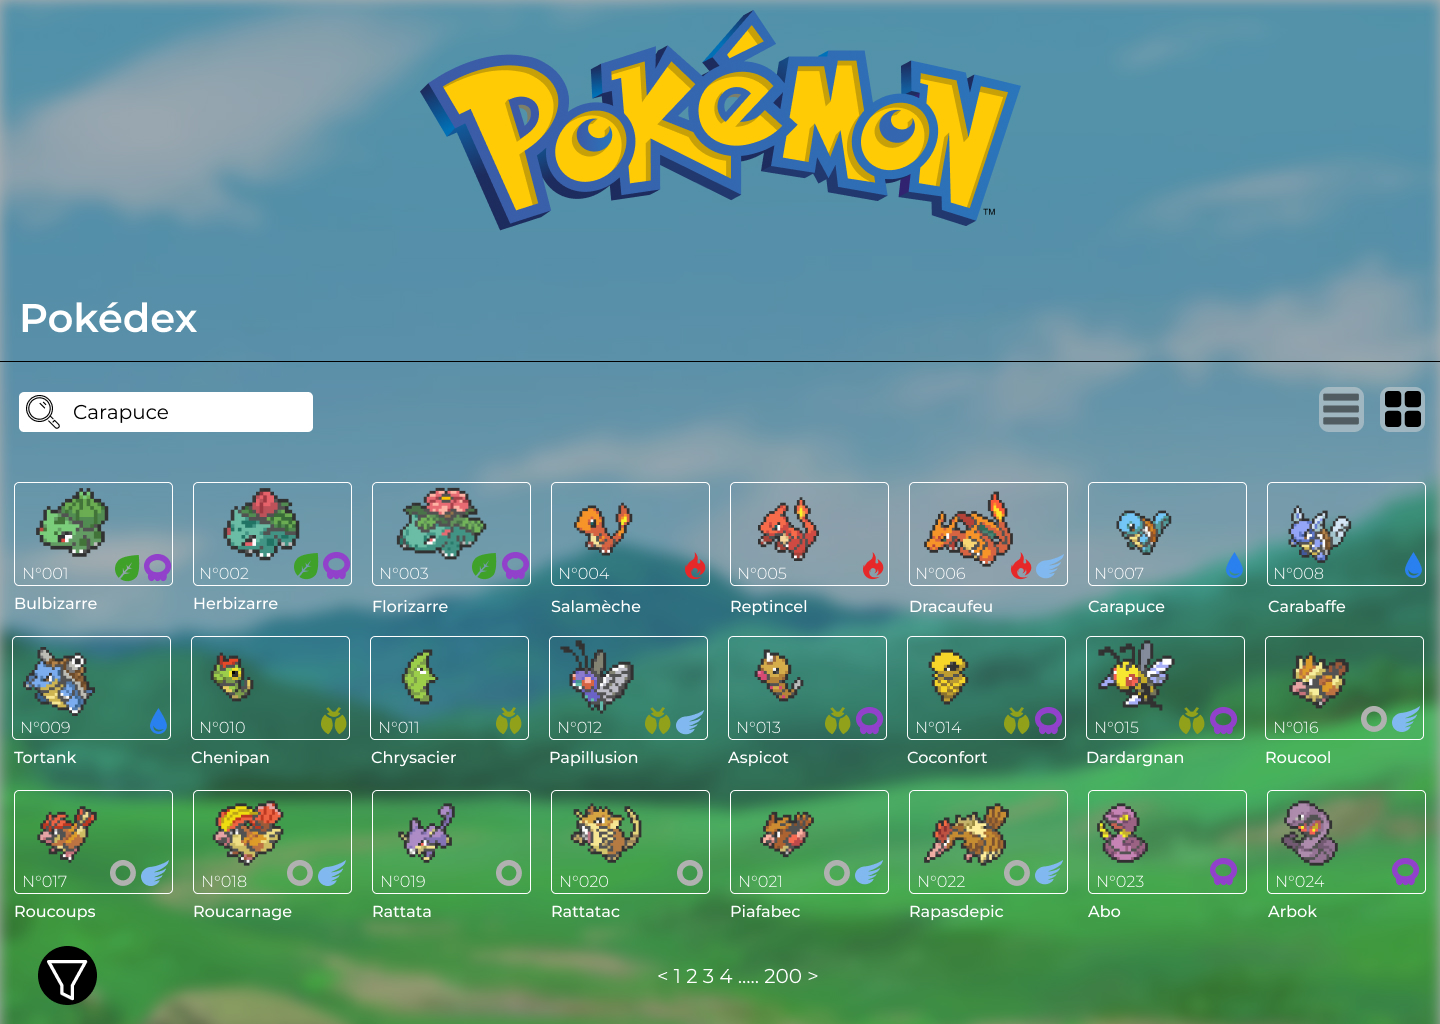 POKÉMON
TM
Pokédex
Carapuce
N°001 N°002 N°003 N°004 N°005 N°006 N°007 N°008
Bulbizarre Herbizarre Florizarre Salamèche Reptincel Dracaufeu Carapuce Carabaffe
N°009 N°010 N°011 N°012 N°013 N°014 N°015 N°016
Tortank Chenipan Chrysacier Papillusion Aspicot Coconfort Dardargnan Roucool
N°017 N°018 N°019 N°020 N°021 N°022 N°023 N°024
Roucoups Roucarnage Rattata Rattatac Piafabec Rapasdepic Abo Arbok
< 1 2 3 4 ..... 200 >